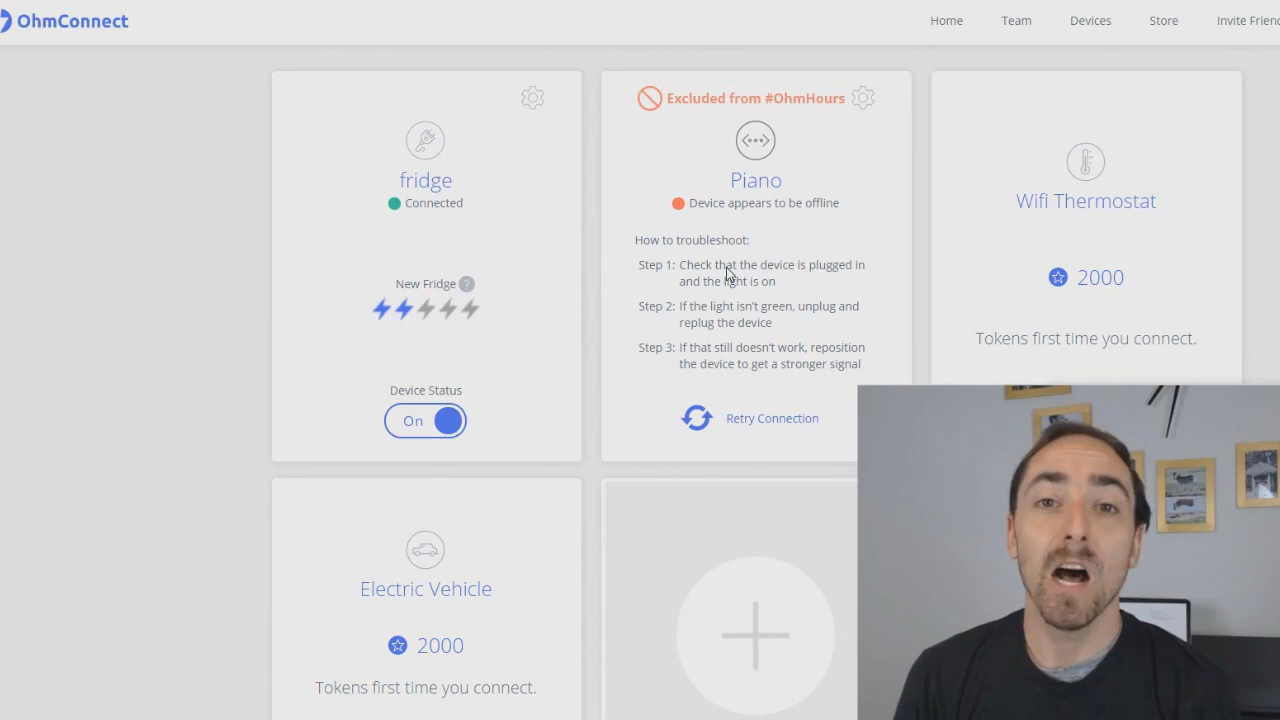 OhmConnect
Home Team Devices Store Invite Friend
fridge
Connected
New Fridge ?
Device Status
On
Excluded from #OhmHours
Piano
Device appears to be offline
How to troubleshoot:
Step 1: Check that the device is plugged in
and the light is on
Step 2: If the light isn't green, unplug and
replug the device
Step 3: If that still doesn't work, reposition
the device to get a stronger signal
Retry Connection
Wifi Thermostat
2000
Tokens first time you connect.
Electric Vehicle
2000
Tokens first time you connect.